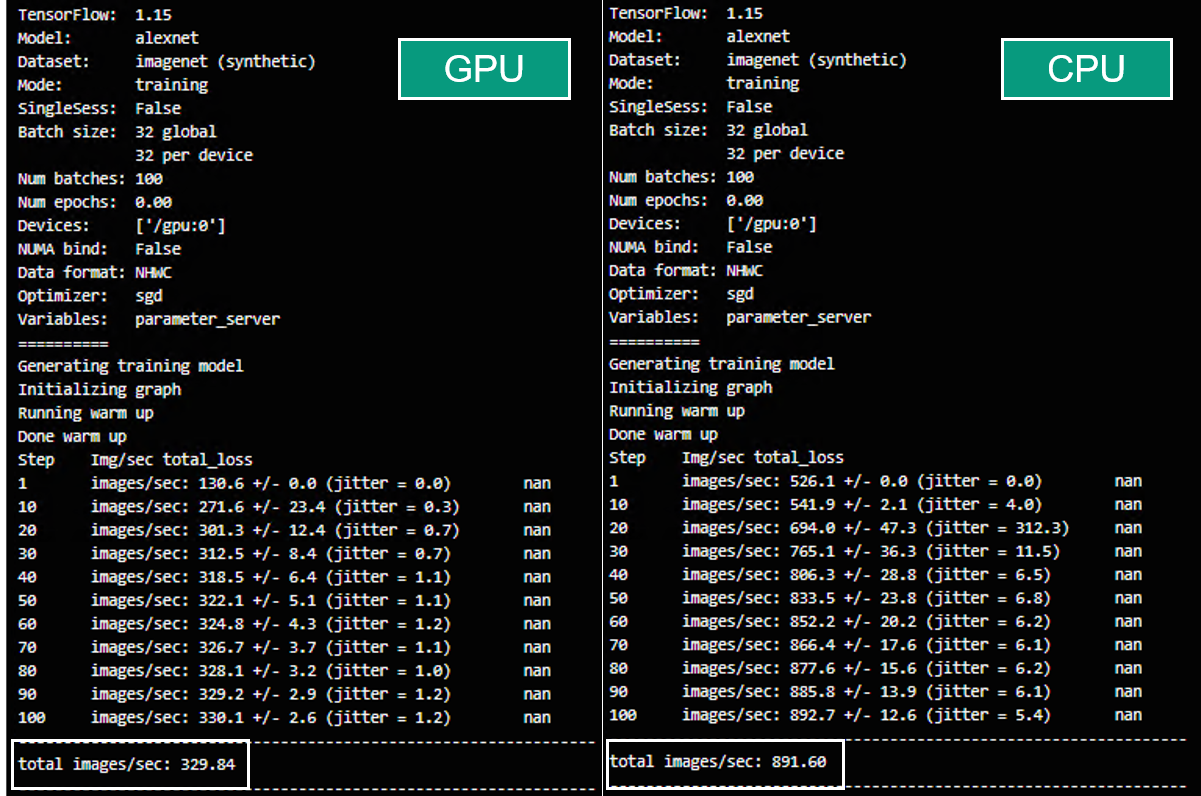 TensorFlow: 1.15
Model: alexnet
Dataset: imagenet (synthetic)
Mode: training
SingleSess: False
Batch size: 32 global
32 per device
Num batches: 100
Num epochs: 0.00
Devices: ['/gpu:0']
NUMA bind: False
Data format: NHWC
Optimizer: sgd
Variables: parameter_server
==========
Generating training model
Initializing graph
Running warm up
Done warm up
Step Img/sec total_loss
1 images/sec: 130.6 +/- 0.0 (jitter = 0.0) nan
10 images/sec: 271.6 +/- 23.4 (jitter = 0.3) nan
20 images/sec: 301.3 +/- 12.4 (jitter = 0.7) nan
30 images/sec: 312.5 +/- 8.4 (jitter = 0.7) nan
40 images/sec: 318.5 +/- 6.4 (jitter = 1.1) nan
50 images/sec: 322.1 +/- 5.1 (jitter = 1.1) nan
60 images/sec: 324.8 +/- 4.3 (jitter = 1.2) nan
70 images/sec: 326.7 +/- 3.7 (jitter = 1.1) nan
80 images/sec: 328.1 +/- 3.2 (jitter = 1.0) nan
90 images/sec: 329.2 +/- 2.9 (jitter = 1.2) nan
100 images/sec: 330.1 +/- 2.6 (jitter = 1.2) nan
----------------------------------------------------------------
total images/sec: 329.84
----------------------------------------------------------------
GPU
TensorFlow: 1.15
Model: alexnet
Dataset: imagenet (synthetic)
Mode: training
SingleSess: False
Batch size: 32 global
32 per device
Num batches: 100
Num epochs: 0.00
Devices: ['/gpu:0']
NUMA bind: False
Data format: NHWC
Optimizer: sgd
Variables: parameter_server
==========
Generating training model
Initializing graph
Running warm up
Done warm up
Step Img/sec total_loss
1 images/sec: 526.1 +/- 0.0 (jitter = 0.0) nan
10 images/sec: 541.9 +/- 2.1 (jitter = 4.0) nan
20 images/sec: 694.0 +/- 47.3 (jitter = 312.3) nan
30 images/sec: 765.1 +/- 36.3 (jitter = 11.5) nan
40 images/sec: 806.3 +/- 28.8 (jitter = 6.5) nan
50 images/sec: 833.5 +/- 23.8 (jitter = 6.8) nan
60 images/sec: 852.2 +/- 20.2 (jitter = 6.2) nan
70 images/sec: 866.4 +/- 17.6 (jitter = 6.1) nan
80 images/sec: 877.6 +/- 15.6 (jitter = 6.2) nan
90 images/sec: 885.8 +/- 13.9 (jitter = 6.1) nan
100 images/sec: 892.7 +/- 12.6 (jitter = 5.4) nan
----------------------------------------------------------------
total images/sec: 891.60
----------------------------------------------------------------
CPU